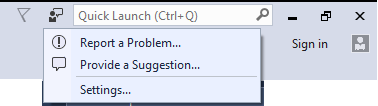 Quick Launch (Ctrl+Q)
Report a Problem...
Sign in
Provide a Suggestion...
Settings...